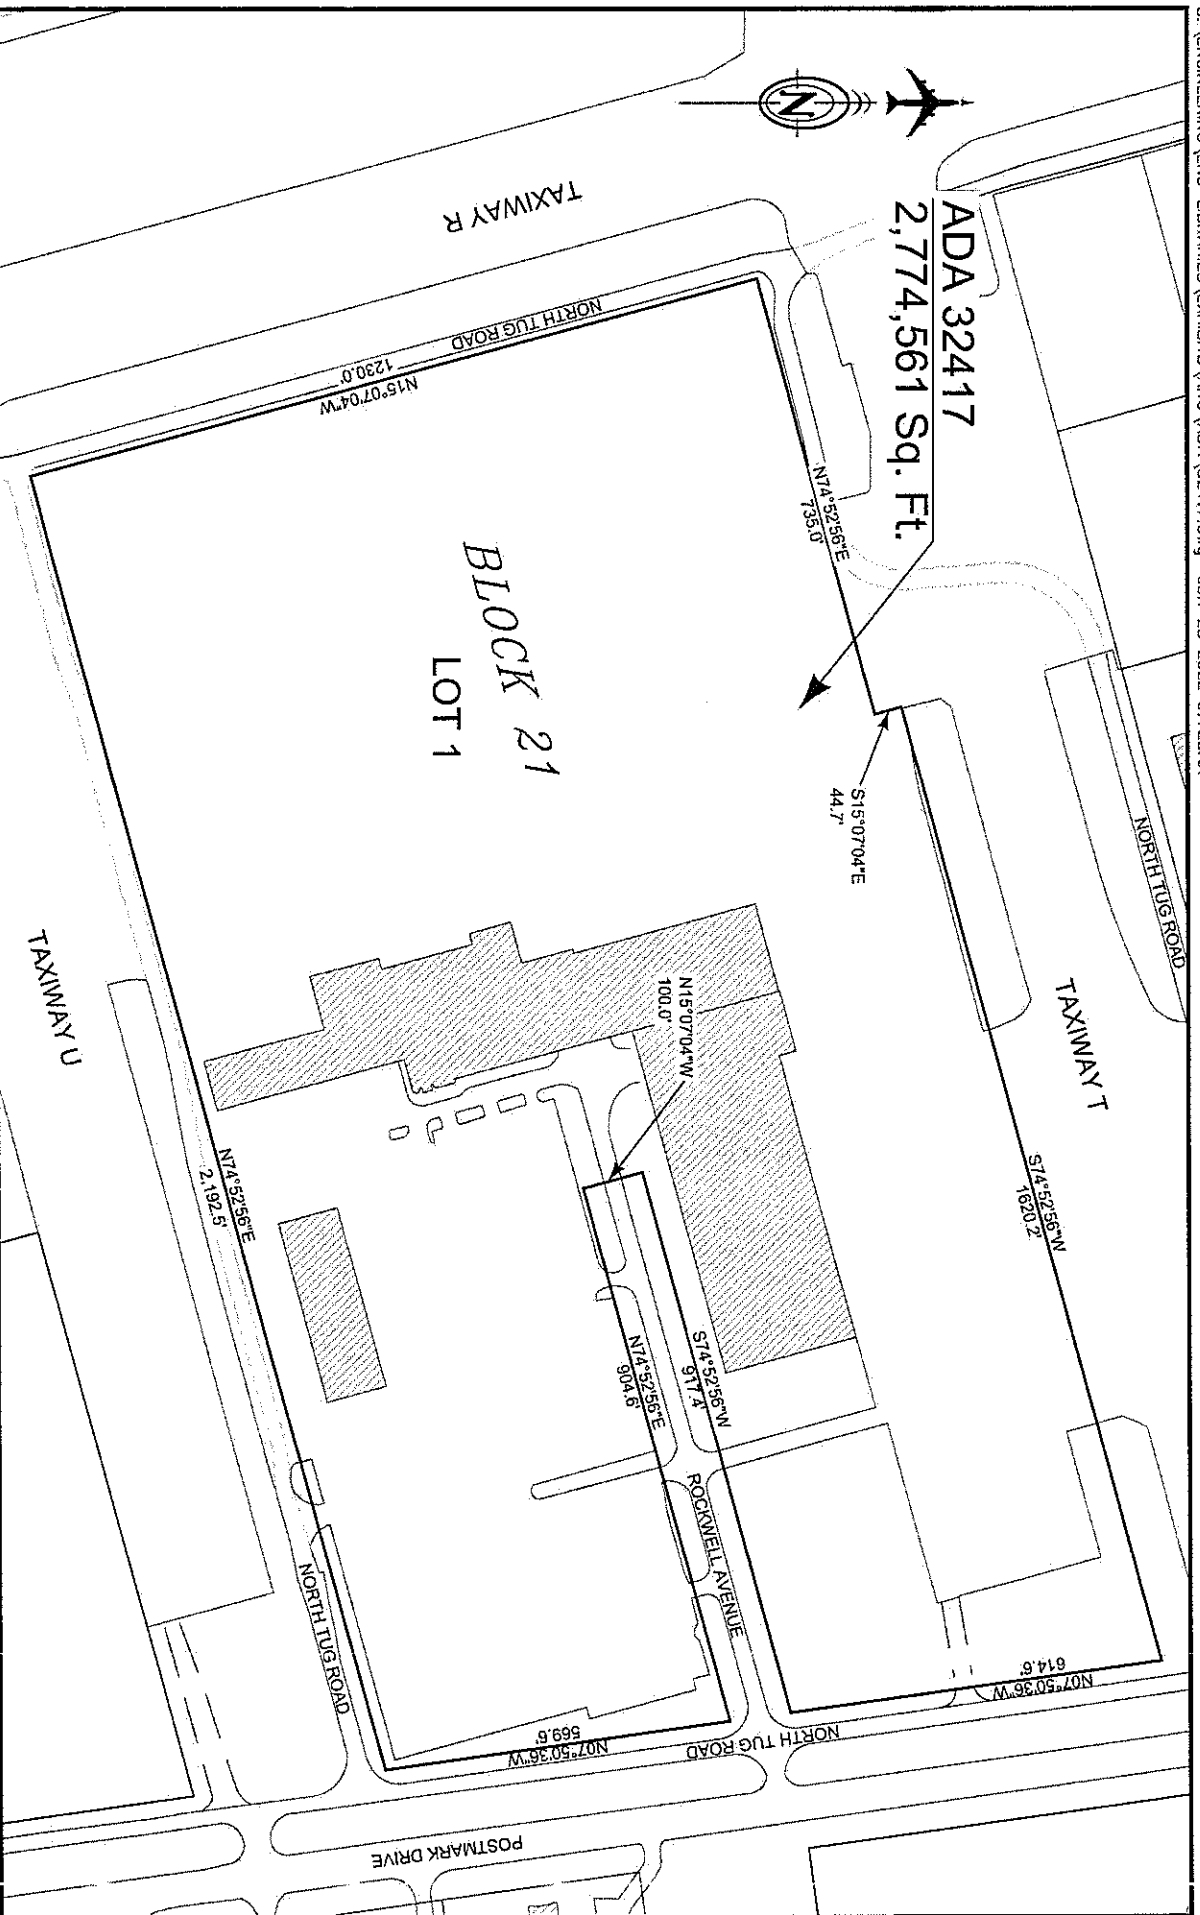 N
ADA 32417
2,774,561 Sq. Ft.
NORTH TUG ROAD
TAXIWAY T
TAXIWAY R
NORTH TUG ROAD
N15°07'04"W
1230.0'
N74°52'56"E
735.0'
S15°07'04"E
44.7'
S74°52'56"W
1620.2'
BLOCK 21
LOT 1
N15°07'04"W
100.0'
S74°52'56"W
917.4'
N74°52'56"E
904.6'
ROCKWELL AVENUE
N07°50'36"W
614.6'
NORTH TUG ROAD
N07°50'36"W
569.6'
N74°52'56"E
2,192.5'
NORTH TUG ROAD
TAXIWAY U
POSTMARK DRIVE